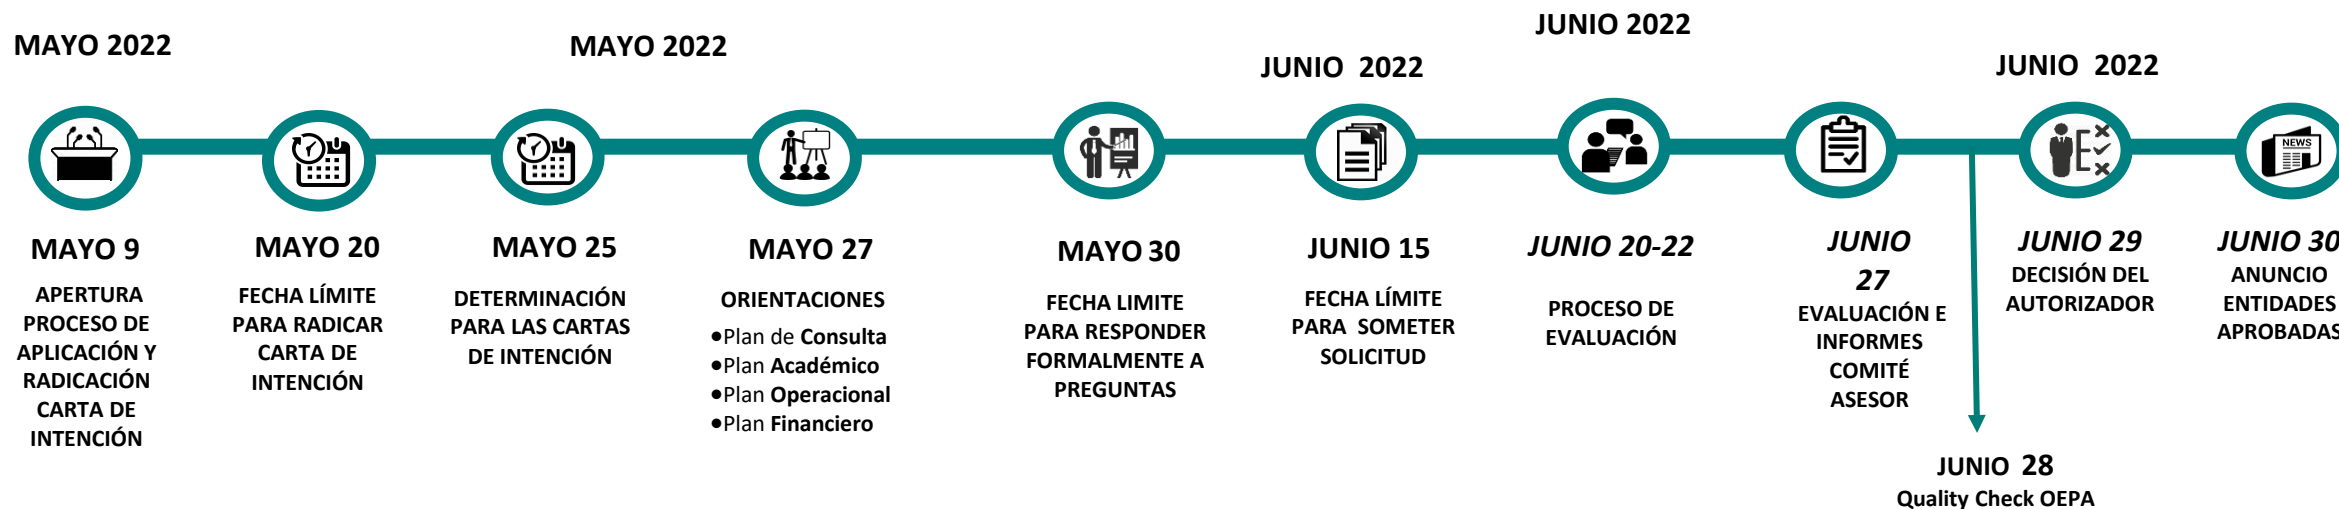 MAYO 2022
MAYO 2022
JUNIO 2022
JUNIO 2022
JUNIO 2022
NEWS
MAYO 9
APERTURA
PROCESO DE
APLICACIÓN Y
RADICACIÓN
CARTA DE
INTENCIÓN
MAYO 20
FECHA LÍMITE
PARA RADICAR
CARTA DE
INTENCIÓN
MAYO 25
DETERMINACIÓN
PARA LAS CARTAS
DE INTENCIÓN
MAYO 27
ORIENTACIONES
•Plan de Consulta
•Plan Académico
•Plan Operacional
•Plan Financiero
MAYO 30
FECHA LIMITE
PARA RESPONDER
FORMALMENTE A
PREGUNTAS
JUNIO 15
FECHA LÍMITE
PARA SOMETER
SOLICITUD
JUNIO 20-22
PROCESO DE
EVALUACIÓN
JUNIO
27
EVALUACIÓN E
INFORMES
COMITÉ
ASESOR
JUNIO 28
Quality Check OEPA
JUNIO 29
DECISIÓN DEL
AUTORIZADOR
JUNIO 30
ANUNCIO
ENTIDADES
APROBADAS